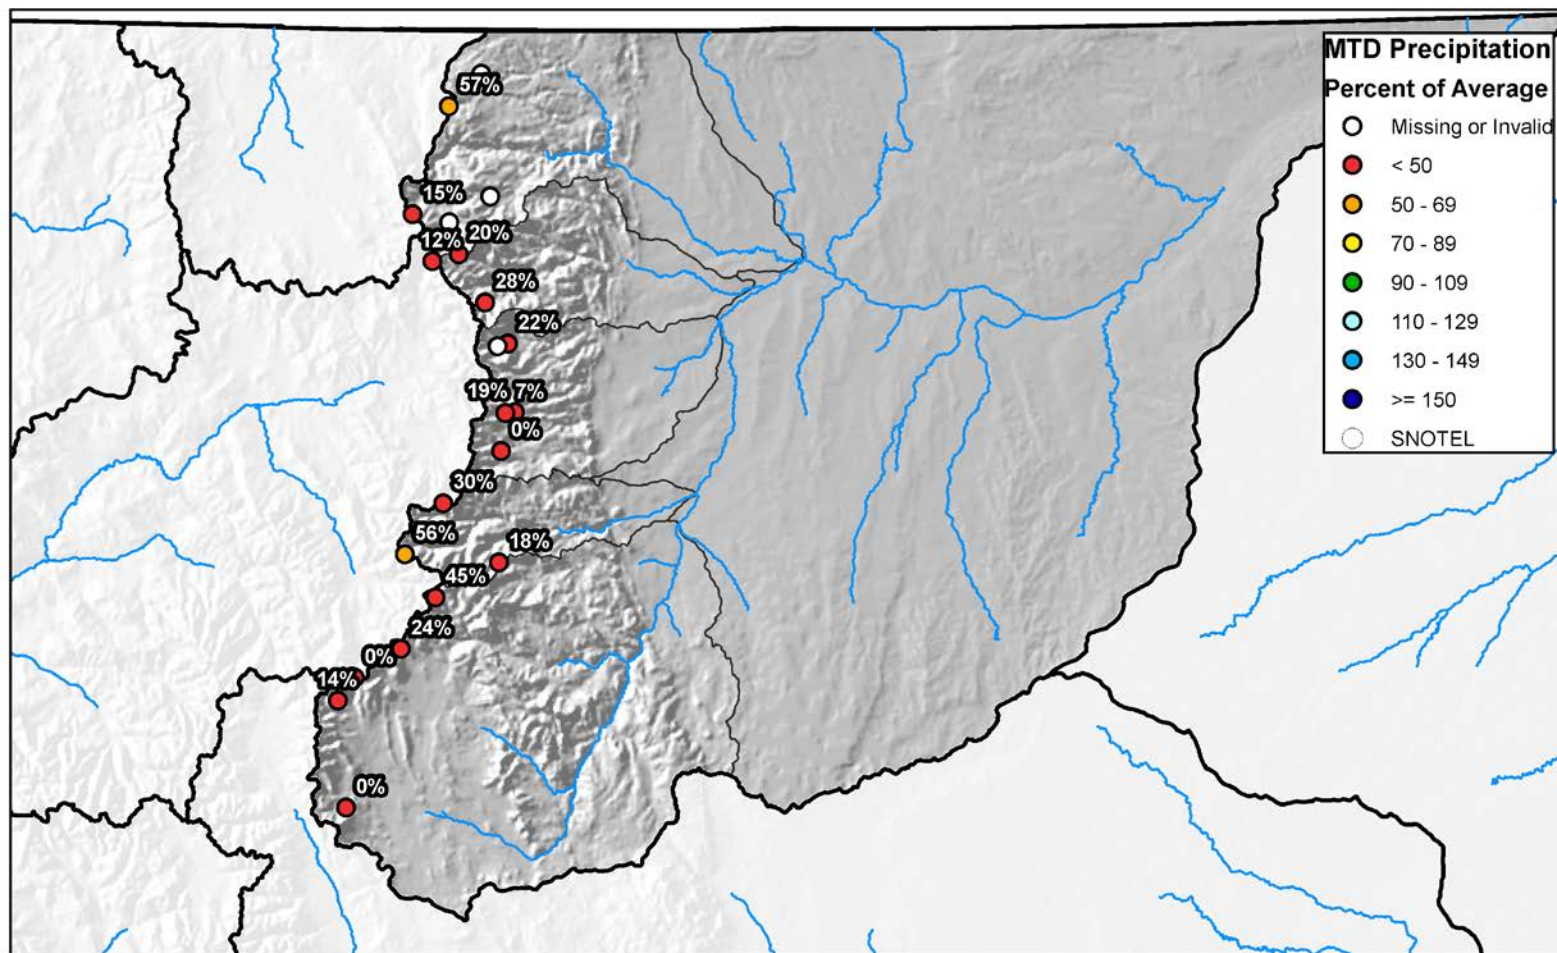 MTD Precipitation
Percent of Average
Missing or Invalid
< 50
50 - 69
70 - 89
90 - 109
110 - 129
130 - 149
>= 150
SNOTEL
57%
15%
12% 20%
28%
22%
19% 7%
0%
30%
56%
18%
45%
24%
0%
14%
0%